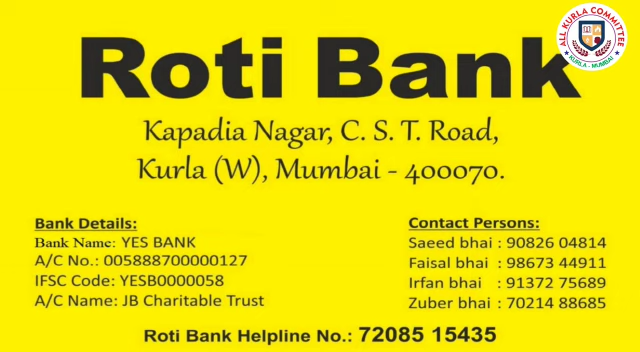 Roti Bank
ALL KURLA COMMITTEE
KURLA - MUMBAI
Kapadia Nagar, C. S. T. Road,
Kurla (W), Mumbai - 400070.
Bank Details:
Bank Name: YES BANK
A/C No.: 005888700000127
IFSC Code: YESB0000058
A/C Name: JB Charitable Trust
Contact Persons:
Saeed bhai : 90826 04814
Faisal bhai : 98673 44911
Irfan bhai : 91372 75689
Zuber bhai : 70214 88685
Roti Bank Helpline No.: 72085 15435